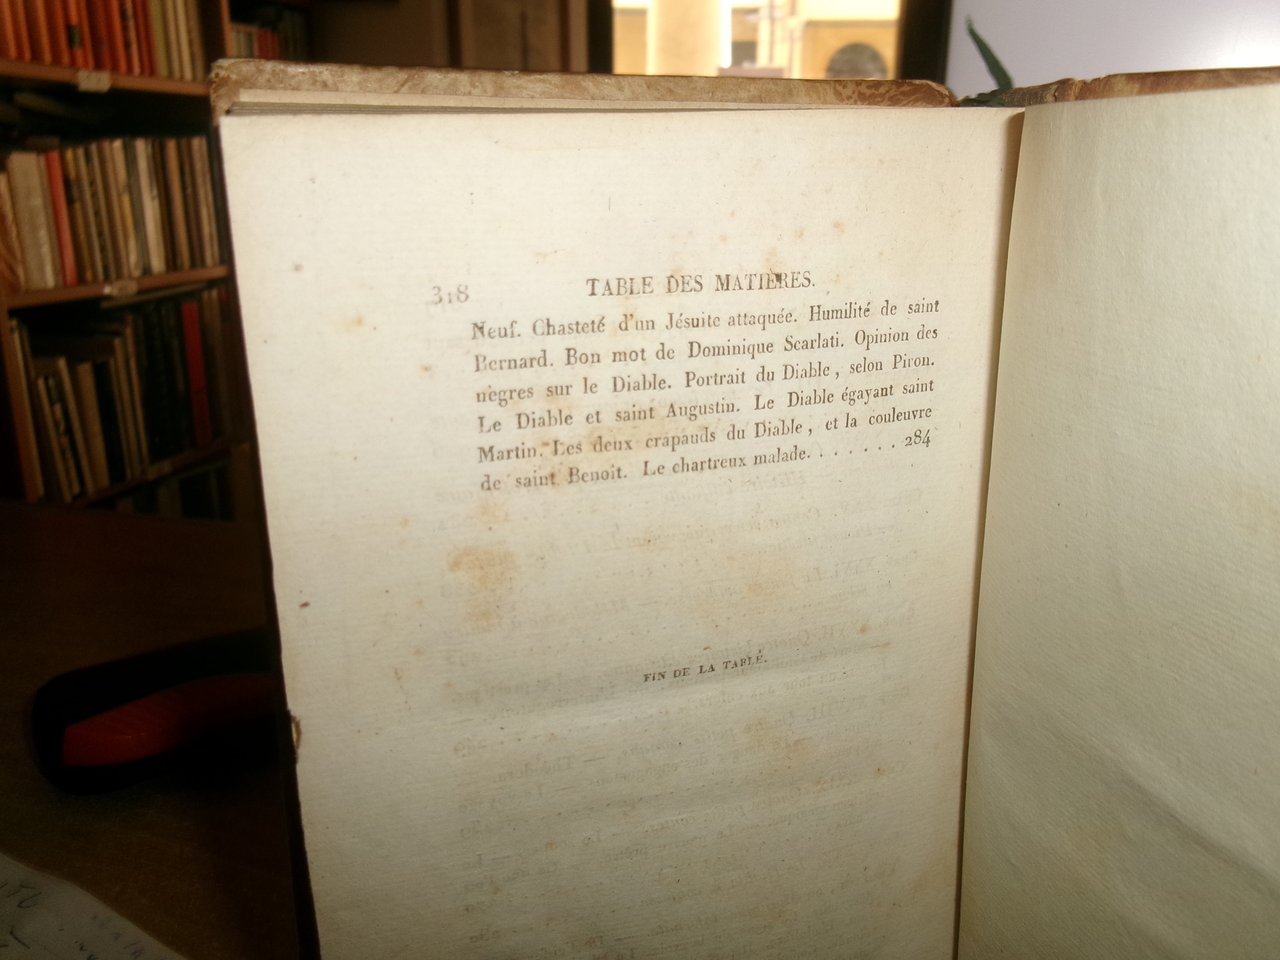 318 TABLE DES MATIÈRES.
Neuf. Chasteté d'un Jésuite attaquée. Humilité de saint
Bernard. Bon mot de Dominique Scarlati. Opinion des
nègres sur le Diable. Portrait du Diable, selon Piron.
Le Diable et saint Augustin. Le Diable égayant saint
Martin. Les deux crapauds du Diable, et la couleuvre
de saint Benoît. Le chartreux malade. . . . . . . . 284
FIN DE LA TABLE.